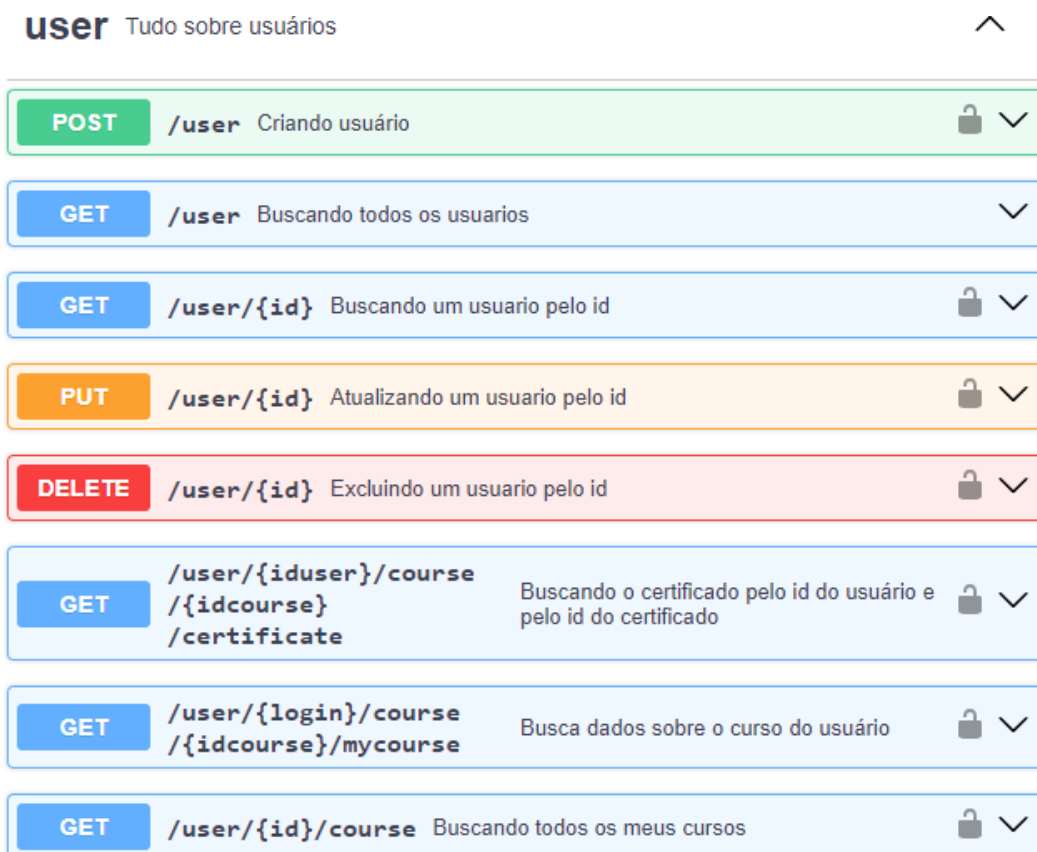 user Tudo sobre usuários
POST /user Criando usuário
GET /user Buscando todos os usuarios
GET /user/{id} Buscando um usuario pelo id
PUT /user/{id} Atualizando um usuario pelo id
DELETE /user/{id} Excluindo um usuario pelo id
GET
/user/{iduser}/course
/{idcourse}
/certificate
Buscando o certificado pelo id do usuário e
pelo id do certificado
GET
/user/{login}/course
/{idcourse}/mycourse
Busca dados sobre o curso do usuário
GET /user/{id}/course Buscando todos os meus cursos